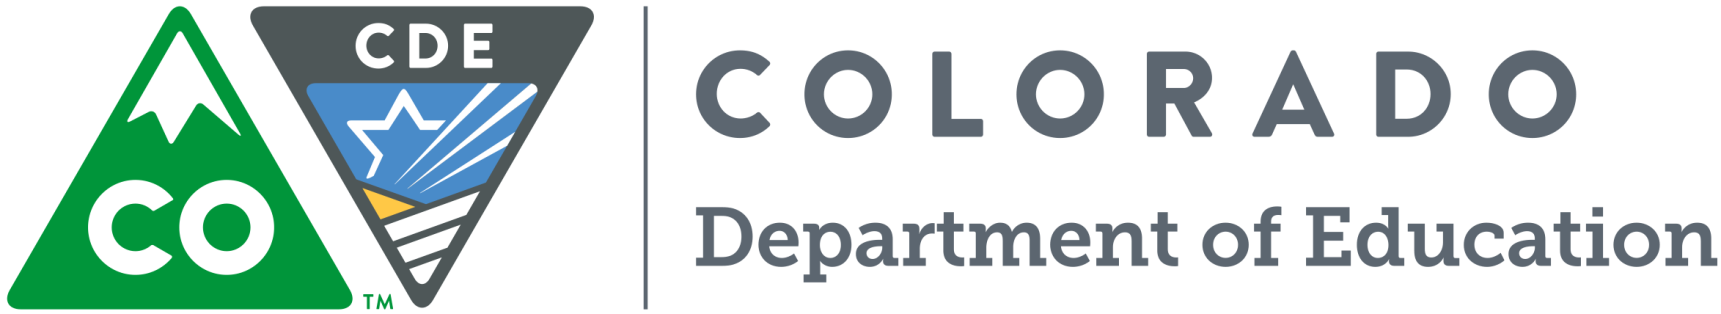 CO
TM
CDE
COLORADO
Department of Education